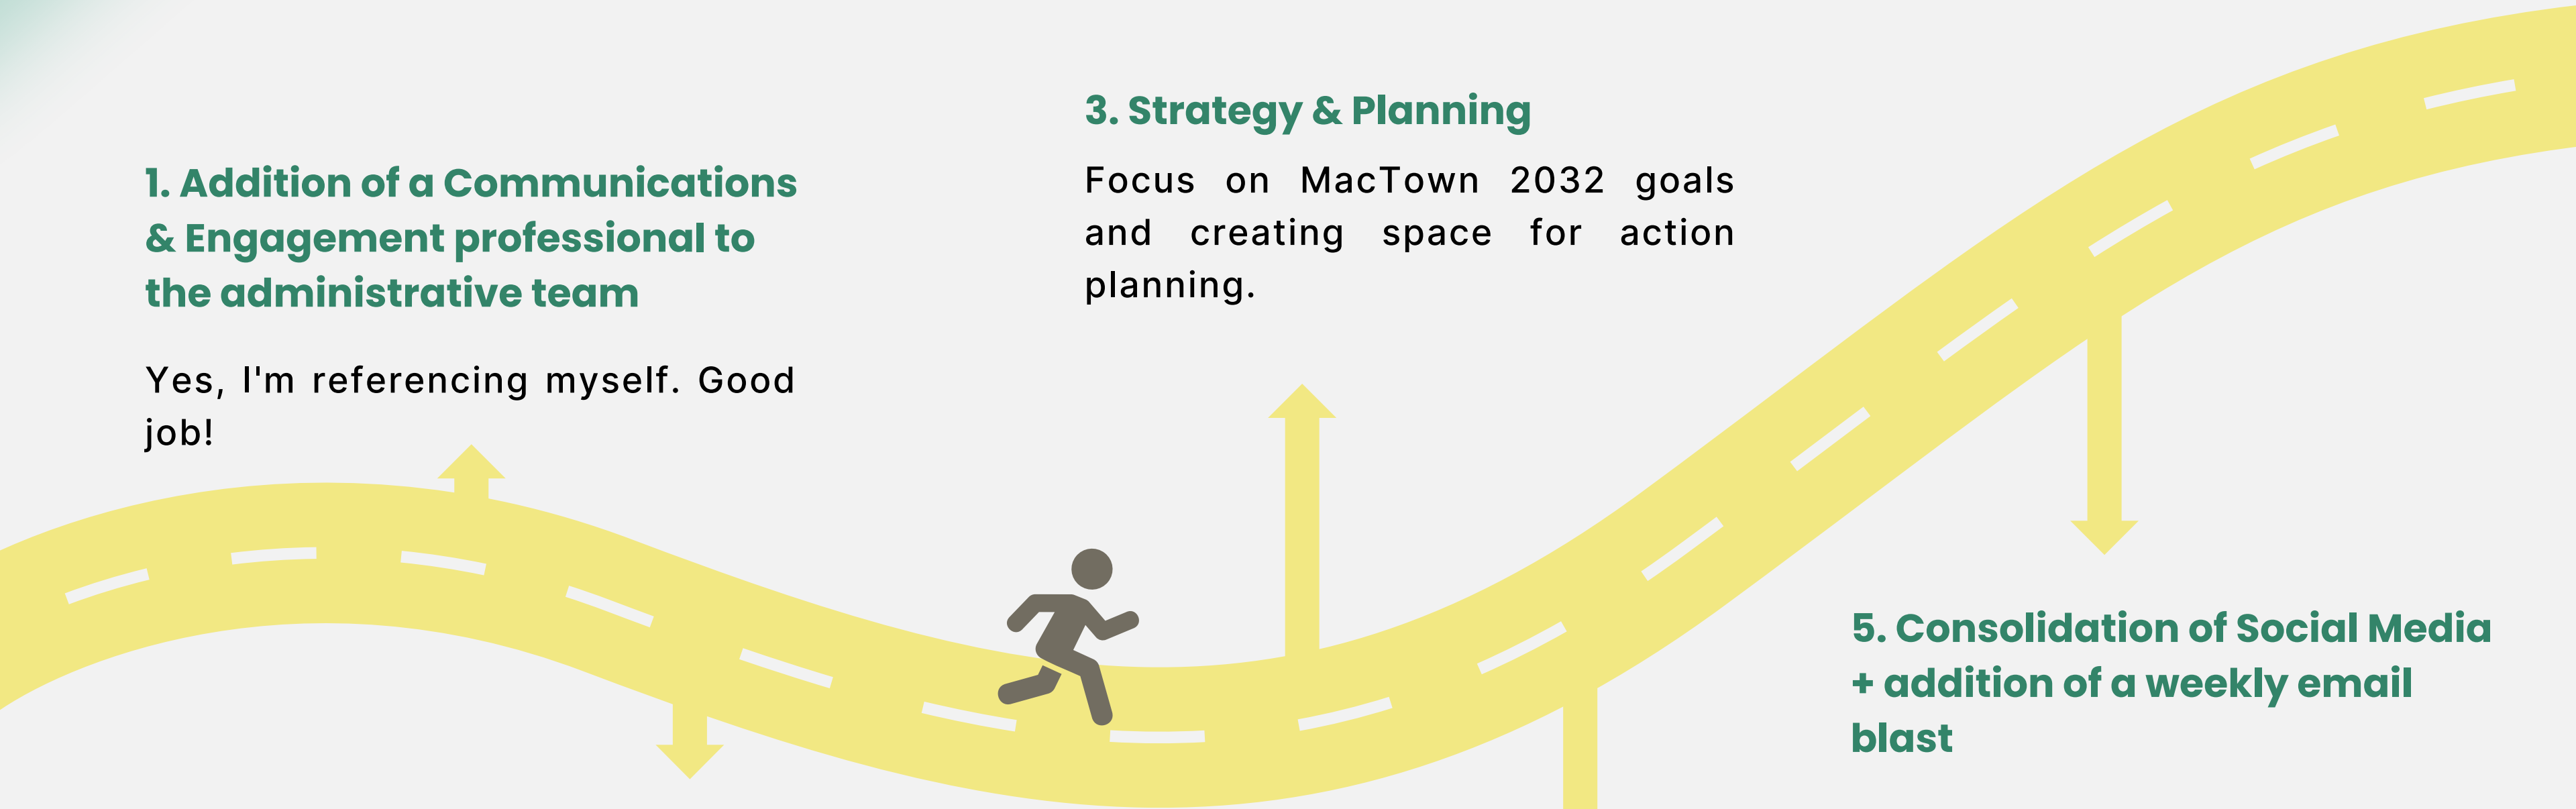 1. Addition of a Communications
& Engagement professional to
the administrative team
Yes, I'm referencing myself. Good
job!
3. Strategy & Planning
Focus on MacTown 2032 goals
and creating space for action
planning.
5. Consolidation of Social Media
+ addition of a weekly email
blast